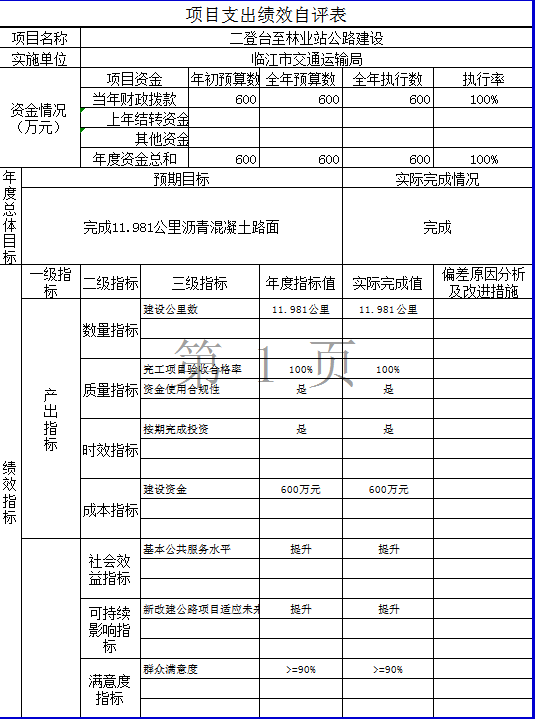 项目支出绩效自评表
项目名称 二登台至林业站公路建设
实施单位 临江市交通运输局
资金情况（万元） 项目资金 年初预算数 全年预算数 全年执行数 执行率
当年财政拨款 600 600 600 100%
上年结转资金
其他资金
年度资金总和 600 600 600 100%
年度总体目标 预期目标 实际完成情况
完成11.981公里沥青混凝土路面 完成
绩效指标 一级指标 二级指标 三级指标 年度指标值 实际完成值 偏差原因分析及改进措施
产出指标 数量指标 建设公里数 11.981公里 11.981公里
质量指标 完工项目验收合格率 100% 100%
资金使用合规性 是 是
时效指标 按期完成投资 是 是
成本指标 建设资金 600万元 600万元
社会效益指标 基本公共服务水平 提升 提升
可持续影响指标 新改建公路项目适应未来 提升 提升
满意度指标 群众满意度 >=90% >=90%
第 1 页